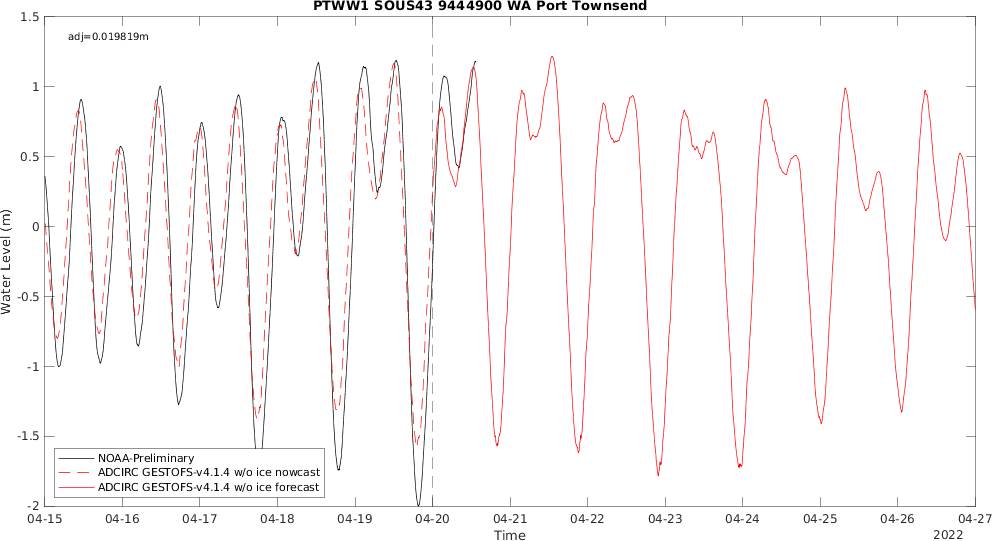 PTWW1 SOUS43 9444900 WA Port Townsend
adj=0.019819m
1.5
1
0.5
0
-0.5
-1
-1.5
-2
Water Level (m)
NOAA-Preliminary
ADCIRC GESTOFS-v4.1.4 w/o ice nowcast
ADCIRC GESTOFS-v4.1.4 w/o ice forecast
04-15 04-16 04-17 04-18 04-19 04-20 04-21 04-22 04-23 04-24 04-25 04-26 04-27
Time
2022